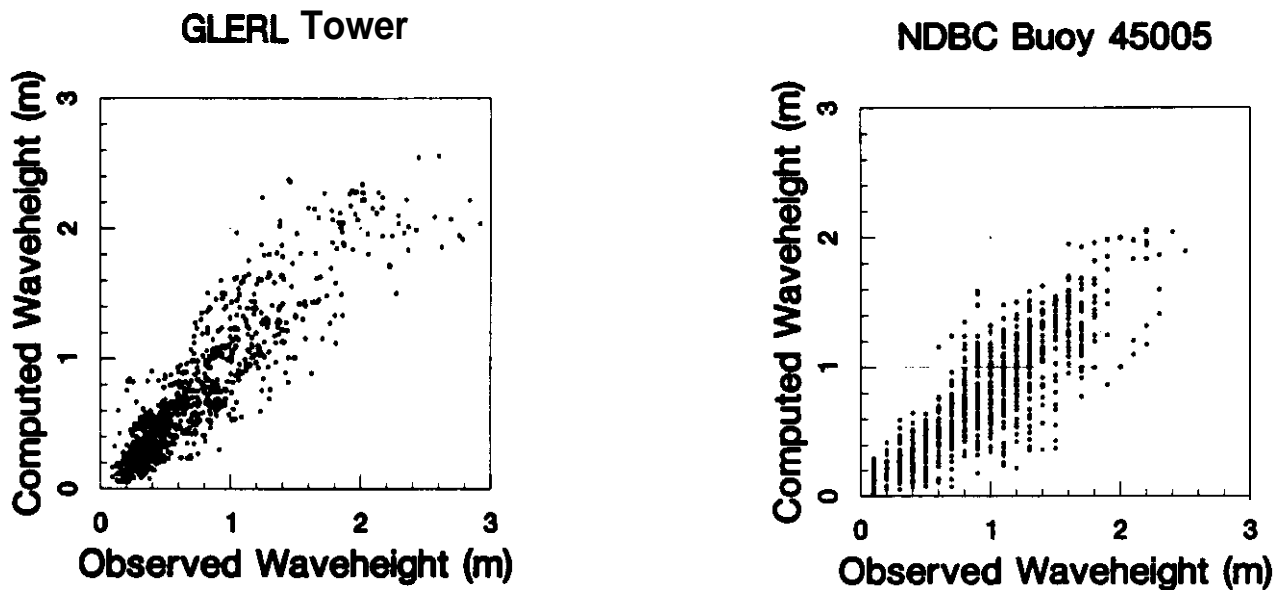 GLERL Tower
Computed Waveheight (m)
3
2
1
0
0 1 2 3
Observed Waveheight (m)
NDBC Buoy 45005
Computed Waveheight (m)
3
2
1
0
0 1 2 3
Observed Waveheight (m)